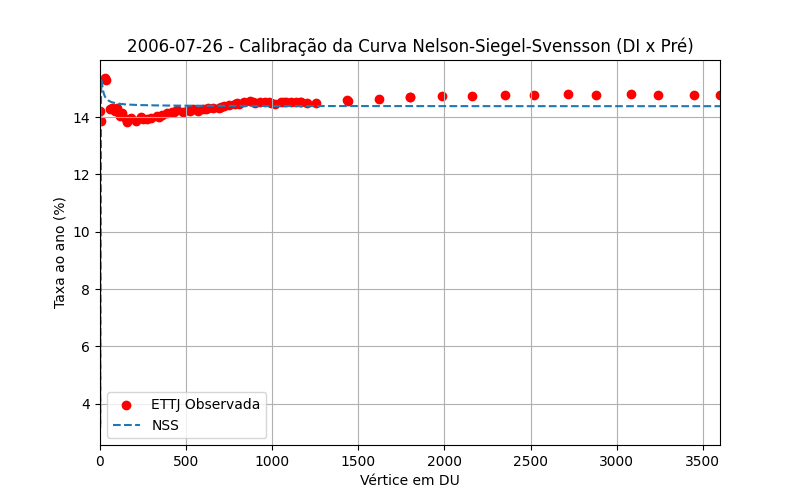 2006-07-26 - Calibração da Curva Nelson-Siegel-Svensson (DI x Pré)
Taxa ao ano (%)
14
12
10
8
6
4
ETTJ Observada
NSS
0 500 1000 1500 2000 2500 3000 3500
Vértice em DU